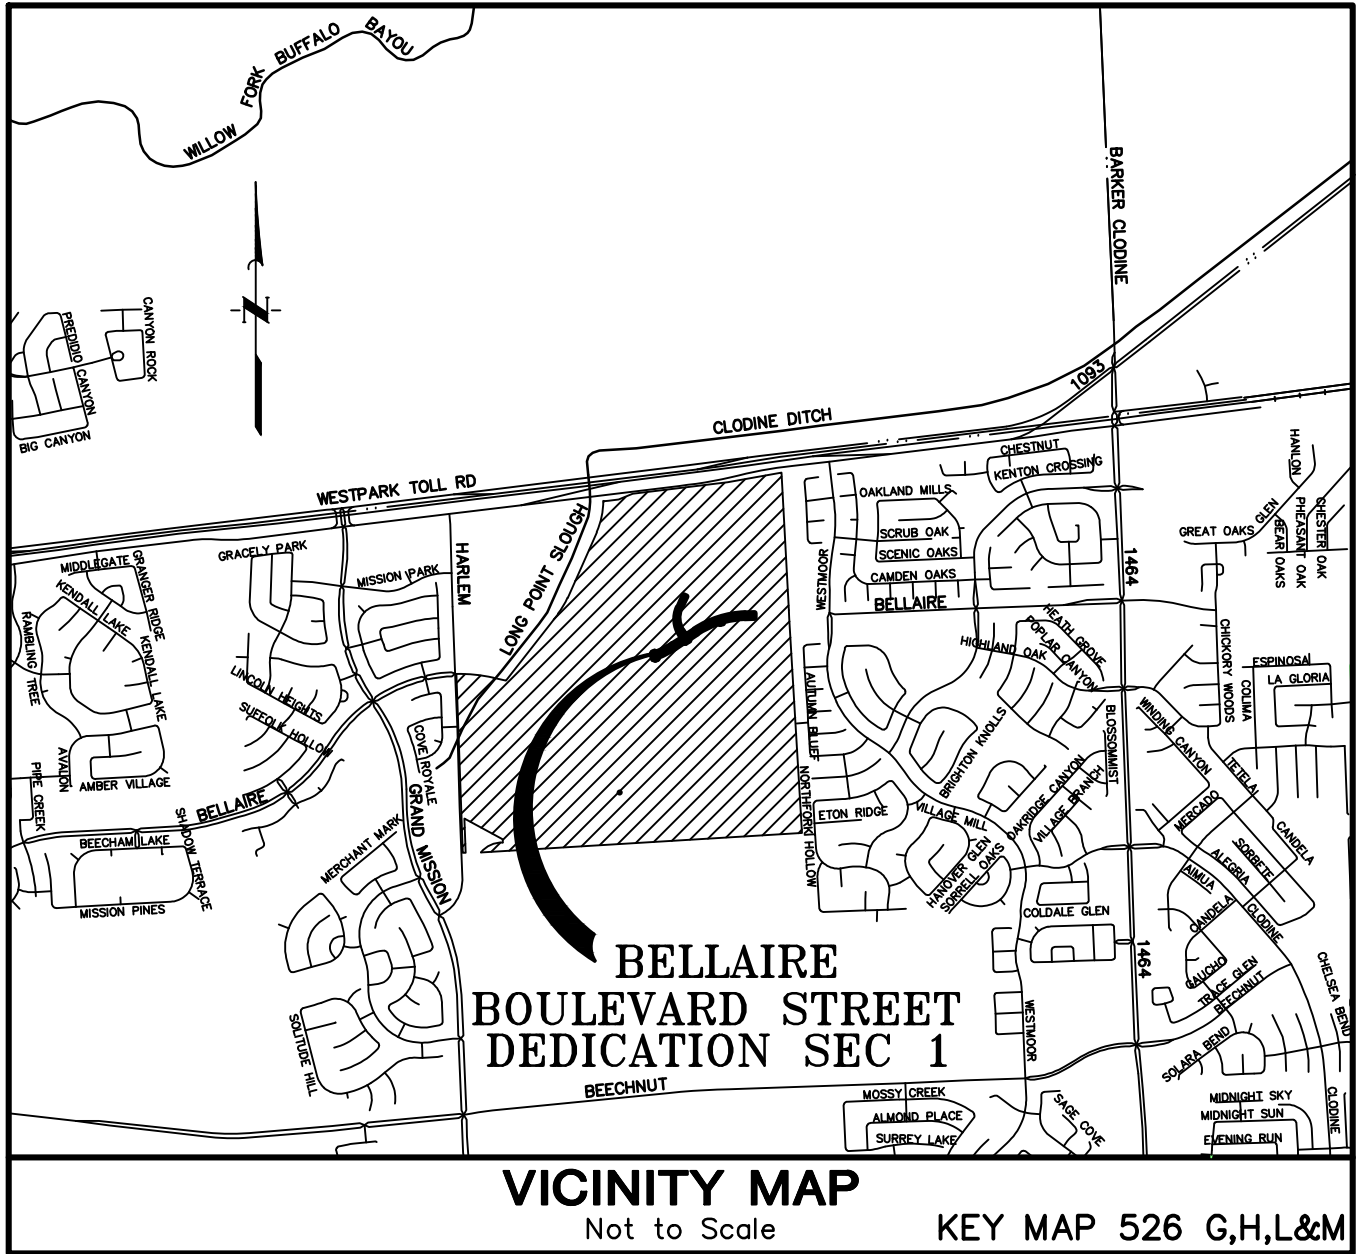 WILLOW FORK BUFFALO BAYOU
BARKER CLODINE
N
PREDIDIO CANYON
CANYON ROCK
BIG CANYON
1093
CLODINE DITCH
WESTPARK TOLL RD
CHESTNUT
KENTON CROSSING
HANLON
OAKLAND MILLS
GLEN
BEAR OAKS
PHEASANT OAK
CHESTER OAK
GREAT OAKS
SCRUB OAK
SCENIC OAKS
CAMDEN OAKS
BELLAIRE
WESTMOOR
1464
LONG POINT SLOUGH
HARLEM
GRACELY PARK
MISSION PARK
MIDDLEGATE
GRANGER RIDGE
KENDALL LAKE
KENDALL LAKE
RAMBLING TREE
HEATH GROVE
POPLAR CANYON
HIGHLAND OAK
CHICKORY WOODS
ESPINOSA
LA GLORIA
COLIMA
LINCOLN HEIGHTS
SUFFOLK HOLLOW
COVE ROYALE
AUTUMN BLUFF
BRIGHTON KNOLLS
BLOSSOMMIST
WINDING CANYON
TETELA
AVALON
PIPE CREEK
AMBER VILLAGE
BELLAIRE
GRAND MISSION
NORTHFORK HOLLOW
OAKRIDGE CANYON
VILLAGE BRANCH
ETON RIDGE
VILLAGE MILL
MERCADO
CANDELA
SORBETE
ALEGRIA
BEECHAM LAKE
SHADOW TERRACE
MERCHANT MARK
HANOVER GLEN
SORRELL OAKS
AIMUA
CANDELA
CLODINE
MISSION PINES
COLDALE GLEN
1464
BELLAIRE
BOULEVARD STREET
DEDICATION SEC 1
GAUCHO
TRACE GLEN
BEECHNUT
CHELSEA BEND
SOLITUDE HILL
WESTMOOR
SOLARA BEND
BEECHNUT
MOSSY CREEK
ALMOND PLACE
SURREY LAKE
SAGE COVE
MIDNIGHT SKY
MIDNIGHT SUN
EVENING RUN
CLODINE
VICINITY MAP
Not to Scale
KEY MAP 526 G,H,L&M